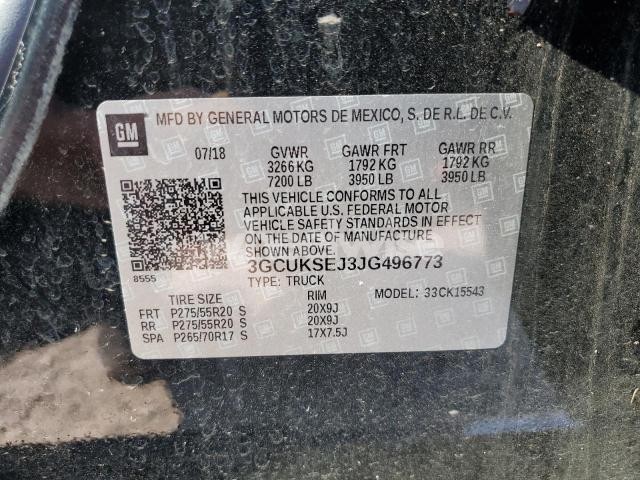 MFD BY GENERAL MOTORS DE MEXICO, S. DE R.L. DE C.V.
GM
07/18 GVWR GAWR FRT GAWR RR
3266 KG 1792 KG 1792 KG
7200 LB 3950 LB 3950 LB
THIS VEHICLE CONFORMS TO ALL
APPLICABLE U.S. FEDERAL MOTOR
VEHICLE SAFETY STANDARDS IN EFFECT
ON THE DATE OF MANUFACTURE
SHOWN ABOVE.
3GCUKSEJ3JG496773
8555
TYPE: TRUCK
MODEL: 33CK15543
TIRE SIZE RIM
FRT P275/55R20 S 20X9J
RR P275/55R20 S 20X9J
SPA P265/70R17 S 17X7.5J